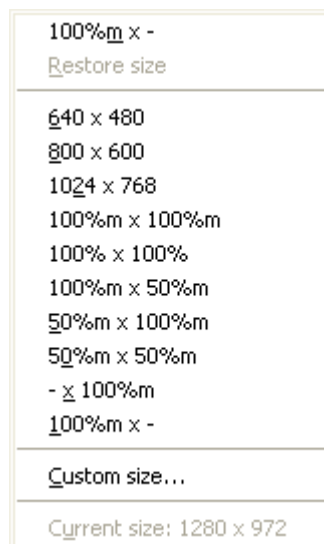 100%m x -
Restore size
640 x 480
800 x 600
1024 x 768
100%m x 100%m
100% x 100%
100%m x 50%m
50%m x 100%m
50%m x 50%m
- x 100%m
100%m x -
Custom size...
Current size: 1280 x 972